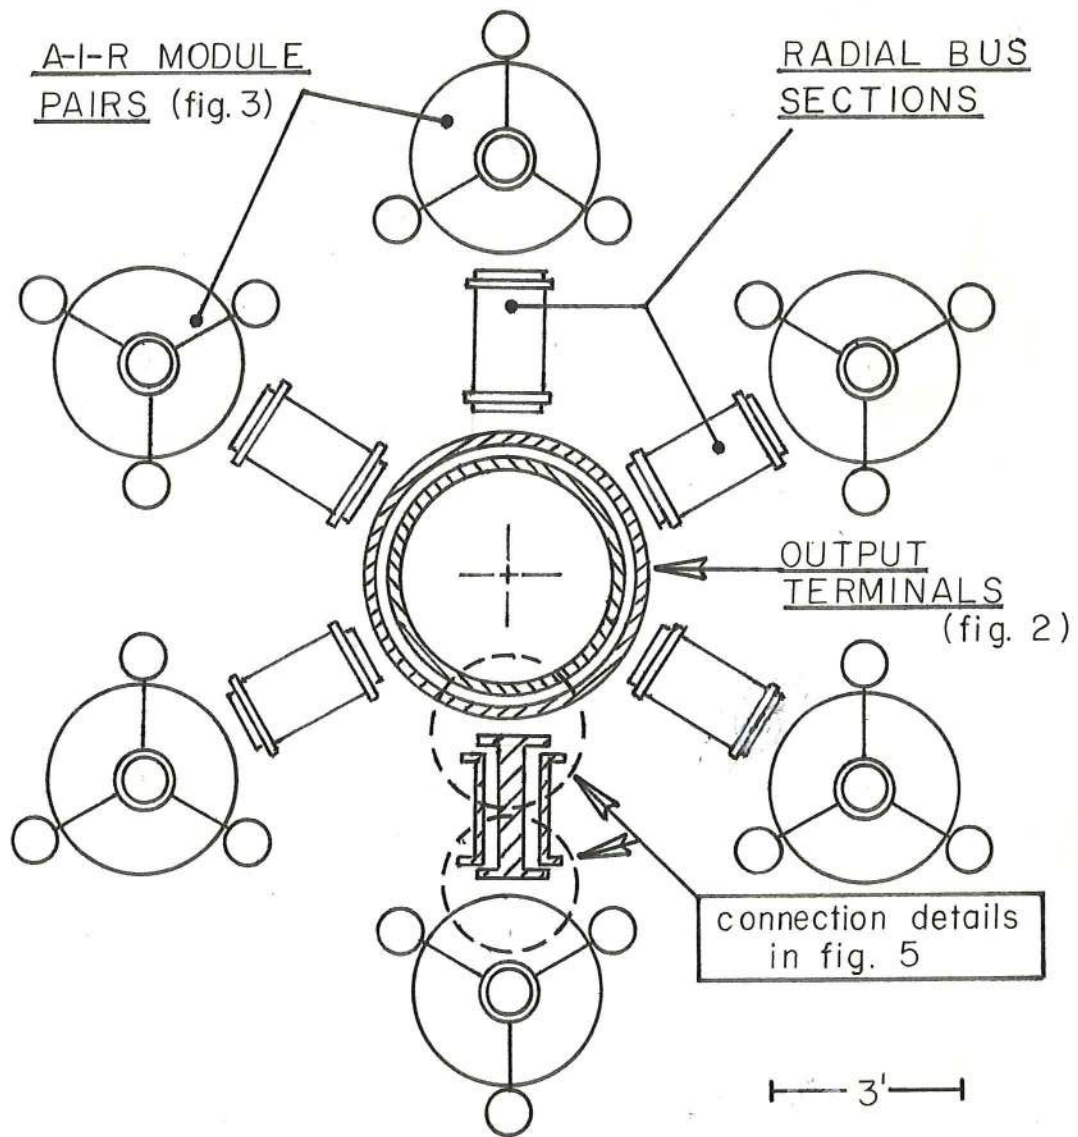 A-I-R MODULE
PAIRS (fig. 3)
RADIAL BUS
SECTIONS
OUTPUT
TERMINALS
(fig. 2)
connection details
in fig. 5
3'